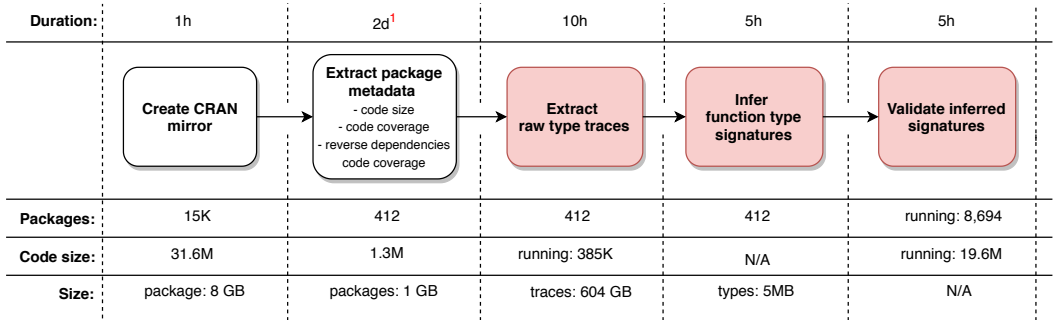 Duration: 1h 2d1 10h 5h 5h
Create CRAN
mirror
Extract package
metadata
- code size
- code coverage
- reverse dependencies
code coverage
Extract
raw type traces
Infer
function type
signatures
Validate inferred
signatures
Packages: 15K 412 412 412 running: 8,694
Code size: 31.6M 1.3M running: 385K N/A running: 19.6M
Size: package: 8 GB packages: 1 GB traces: 604 GB types: 5MB N/A